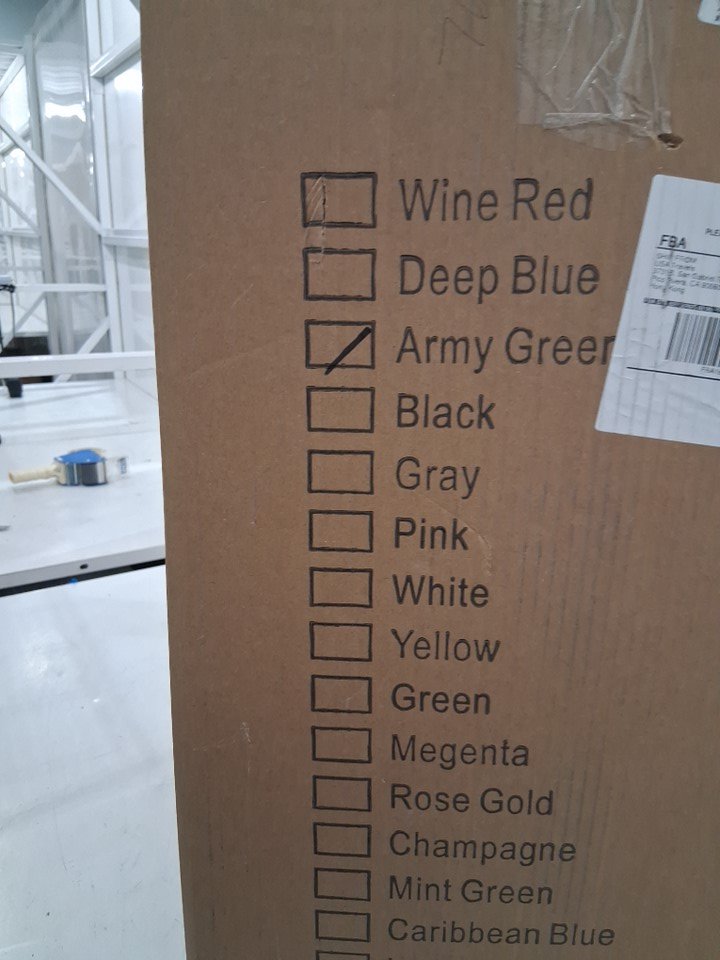 Wine Red
Deep Blue
Army Green
Black
Gray
Pink
White
Yellow
Green
Megenta
Rose Gold
Champagne
Mint Green
Caribbean Blue
FBA